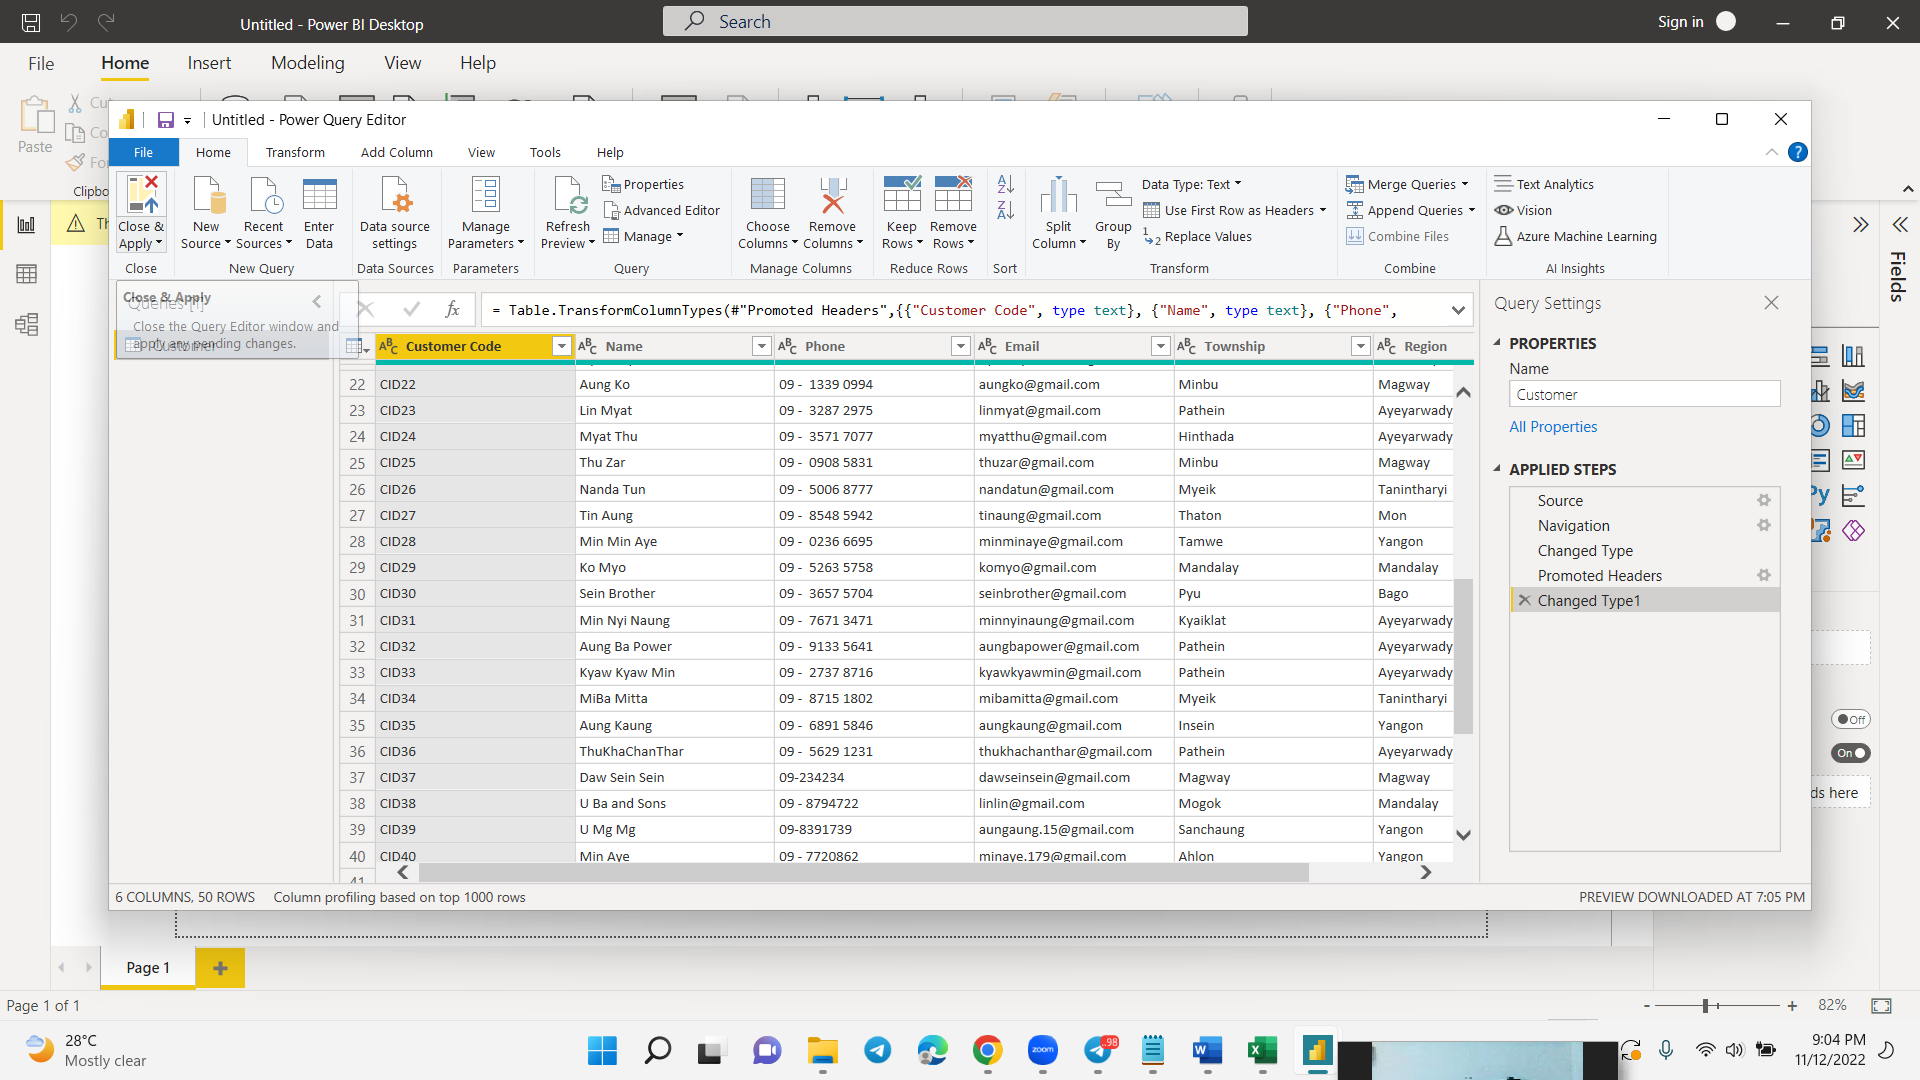 Untitled - Power BI Desktop
Search
Sign in
File
Home
Insert
Modeling
View
Help
Paste
Untitled - Power Query Editor
File
Home
Transform
Add Column
View
Tools
Help
Close &
Apply
New
Source
Recent
Sources
Enter
Data
Data source
settings
Manage
Parameters
Refresh
Preview
Properties
Advanced Editor
Manage
Choose
Columns
Remove
Columns
Keep
Rows
Remove
Rows
Split
Column
Group
By
Data Type: Text
Use First Row as Headers
Replace Values
Merge Queries
Append Queries
Combine Files
Text Analytics
Vision
Azure Machine Learning
Close
New Query
Data Sources
Parameters
Query
Manage Columns
Reduce Rows
Sort
Transform
Combine
AI Insights
Close & Apply
Queries [1]
Close the Query Editor window and
apply any pending changes.
Customer
fx = Table.TransformColumnTypes(#"Promoted Headers",{{"Customer Code", type text}, {"Name", type text}, {"Phone",
Customer Code Name Phone Email Township Region
22 CID22 Aung Ko 09 - 1339 0994 aungko@gmail.com Minbu Magway
23 CID23 Lin Myat 09 - 3287 2975 linmyat@gmail.com Pathein Ayeyarwady
24 CID24 Myat Thu 09 - 3571 7077 myatthu@gmail.com Hinthada Ayeyarwady
25 CID25 Thu Zar 09 - 0908 5831 thuzar@gmail.com Minbu Magway
26 CID26 Nanda Tun 09 - 5006 8777 nandatun@gmail.com Myeik Tanintharyi
27 CID27 Tin Aung 09 - 8548 5942 tinaung@gmail.com Thaton Mon
28 CID28 Min Min Aye 09 - 0236 6695 minminaye@gmail.com Tamwe Yangon
29 CID29 Ko Myo 09 - 5263 5758 komyo@gmail.com Mandalay Mandalay
30 CID30 Sein Brother 09 - 3657 5704 seinbrother@gmail.com Pyu Bago
31 CID31 Min Nyi Naung 09 - 7671 3471 minnyinaung@gmail.com Kyaiklat Ayeyarwady
32 CID32 Aung Ba Power 09 - 9133 5641 aungbapower@gmail.com Pathein Ayeyarwady
33 CID33 Kyaw Kyaw Min 09 - 2737 8716 kyawkyawmin@gmail.com Pathein Ayeyarwady
34 CID34 MiBa Mitta 09 - 8715 1802 mibamitta@gmail.com Myeik Tanintharyi
35 CID35 Aung Kaung 09 - 6891 5846 aungkaung@gmail.com Insein Yangon
36 CID36 ThuKhaChanThar 09 - 5629 1231 thukhachanthar@gmail.com Pathein Ayeyarwady
37 CID37 Daw Sein Sein 09-234234 dawseinsein@gmail.com Magway Magway
38 CID38 U Ba and Sons 09 - 8794722 linlin@gmail.com Mogok Mandalay
39 CID39 U Mg Mg 09-8391739 aungaung.15@gmail.com Sanchaung Yangon
40 CID40 Min Aye 09 - 7720862 minaye.179@gmail.com Ahlon Yangon
41
Query Settings
PROPERTIES
Name
Customer
All Properties
APPLIED STEPS
Source
Navigation
Changed Type
Promoted Headers
Changed Type1
6 COLUMNS, 50 ROWS
Column profiling based on top 1000 rows
PREVIEW DOWNLOADED AT 7:05 PM
Fields
Py
Off
On
ds here
Page 1
Page 1 of 1
82%
28°C
Mostly clear
zoom
98
9:04 PM
11/12/2022